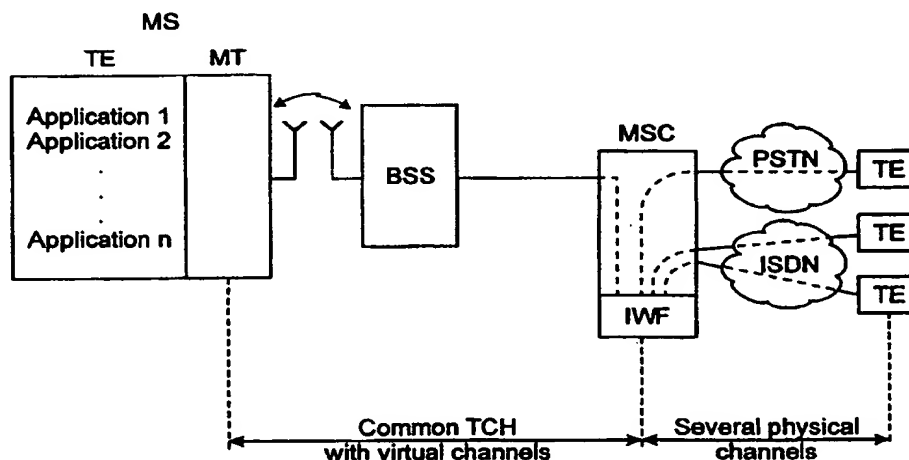 MS
TE MT
Application 1
Application 2
.
.
.
Application n
BSS
MSC
IWF
PSTN
ISDN
TE
TE
TE
Common TCH
with virtual channels
Several physical
channels